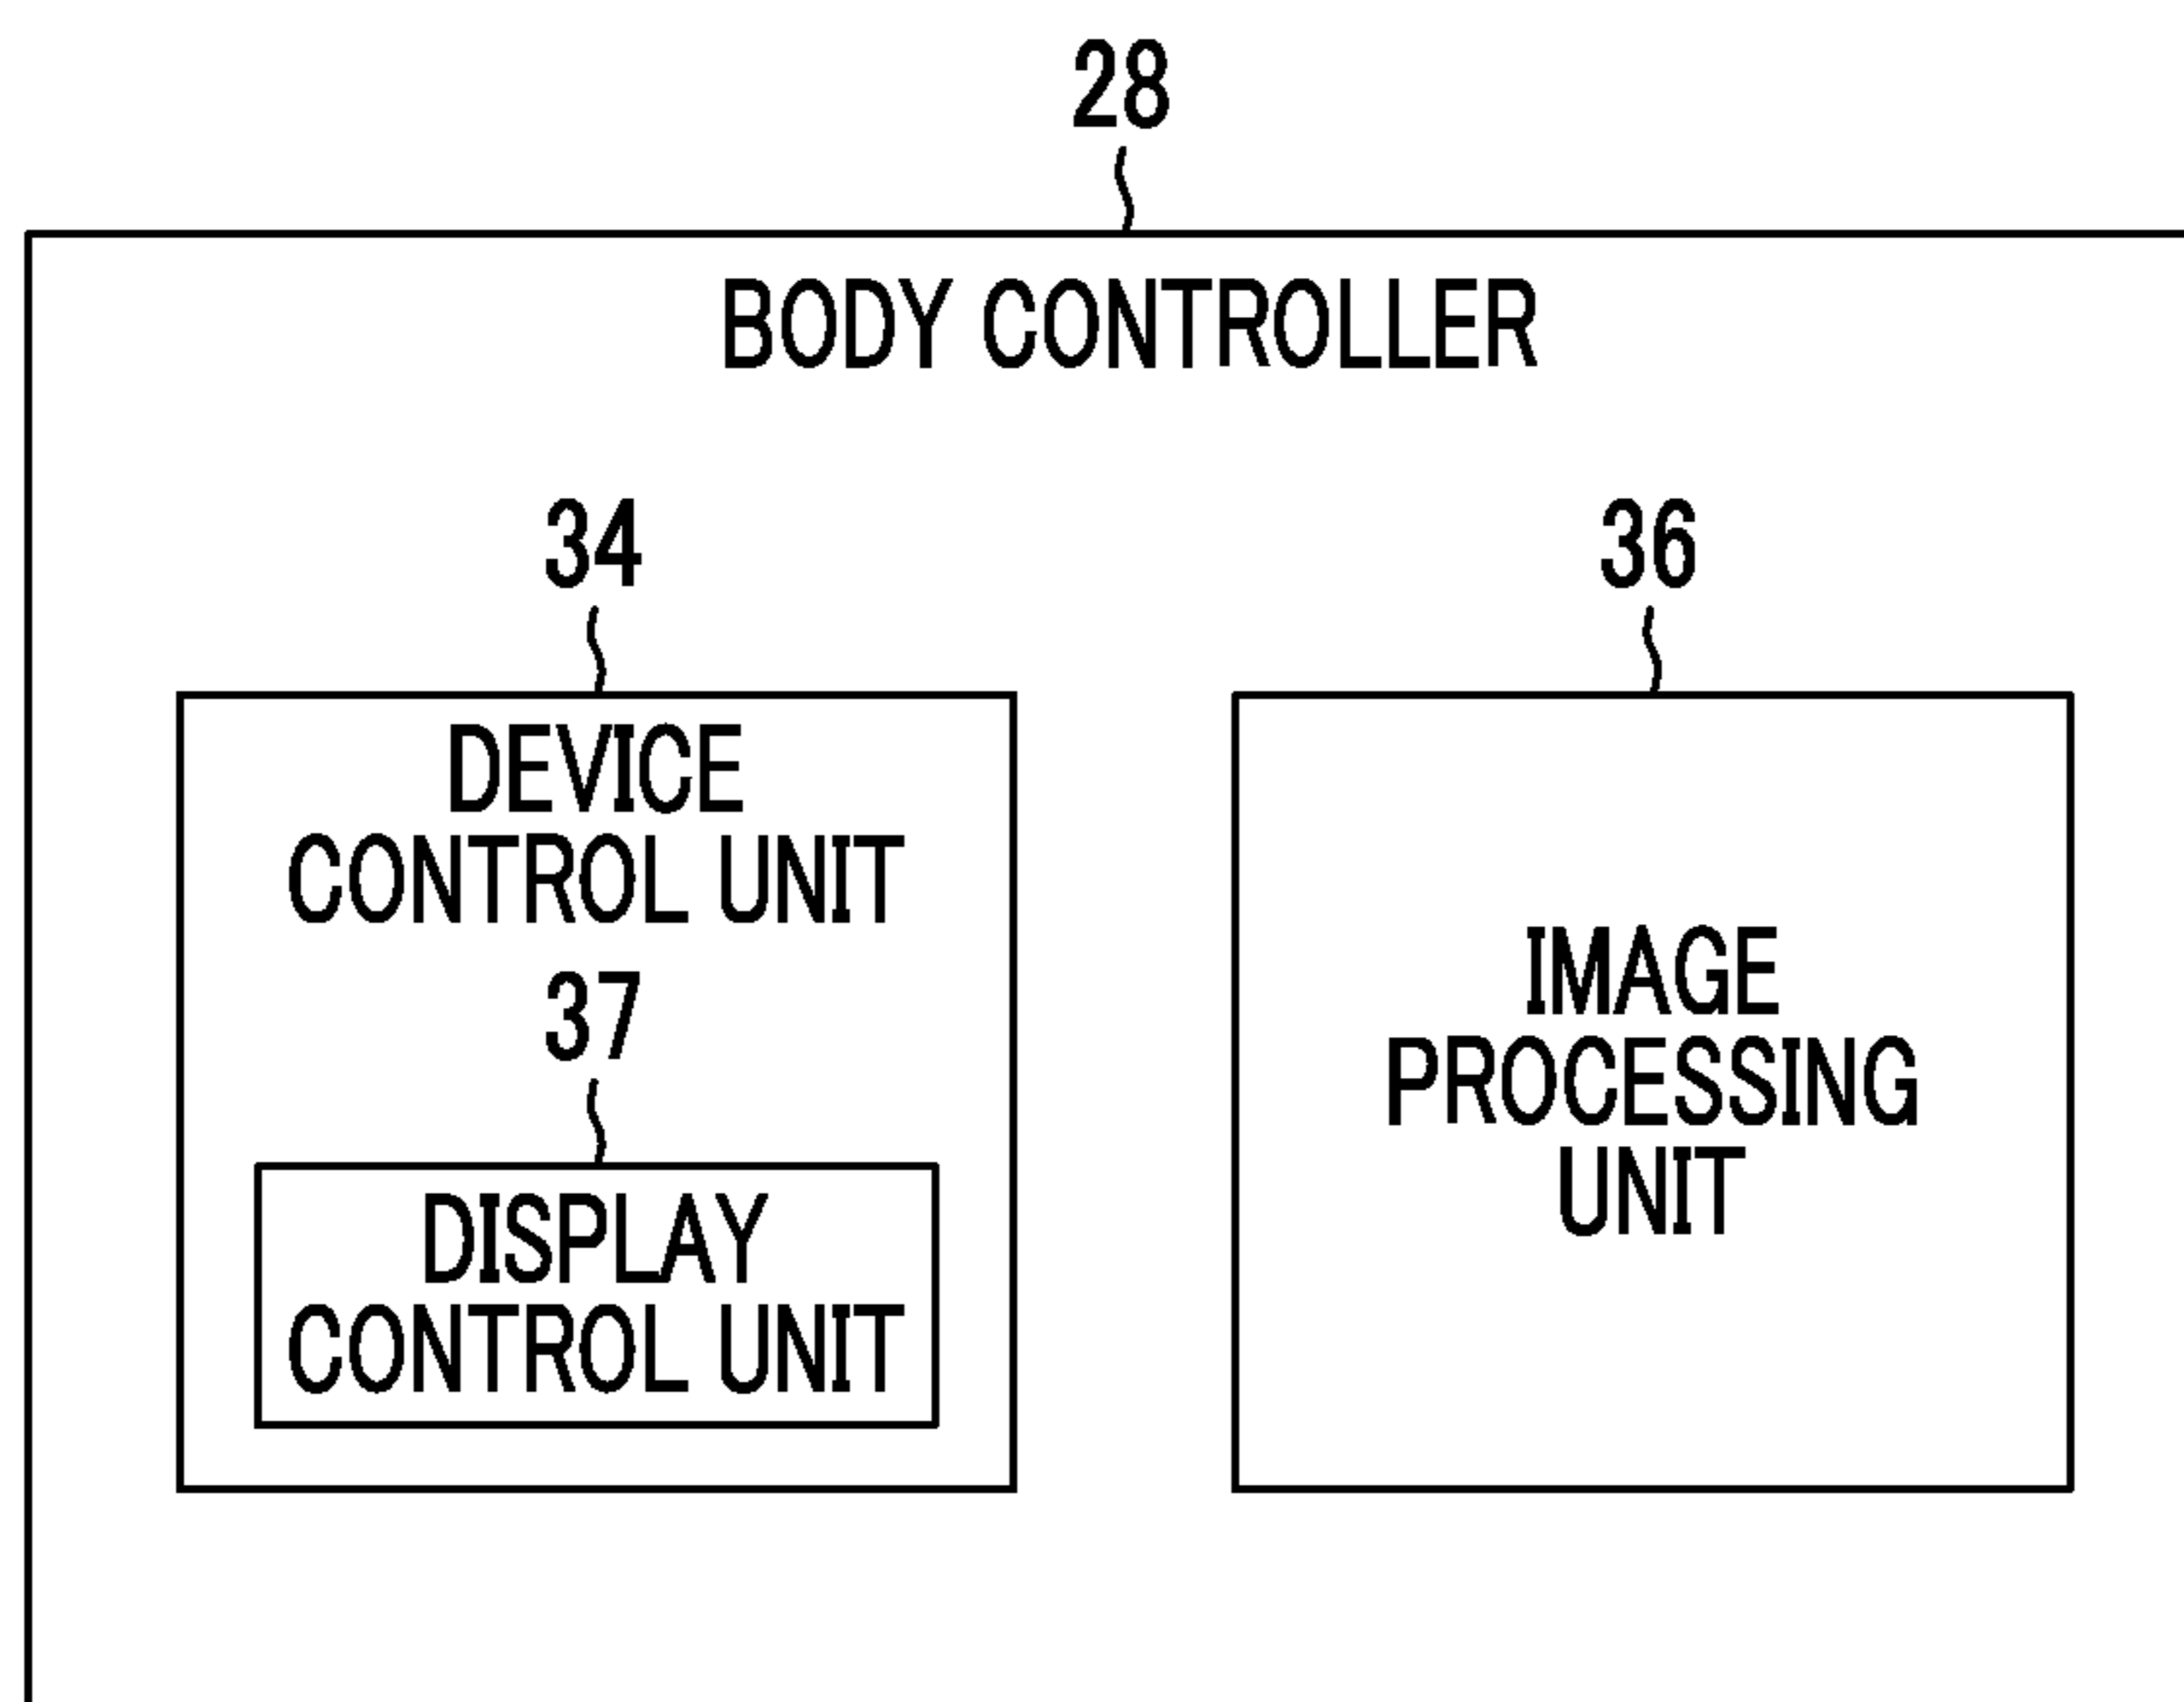 28
BODY CONTROLLER
34
DEVICE
CONTROL UNIT
37
DISPLAY
CONTROL UNIT
36
IMAGE
PROCESSING
UNIT